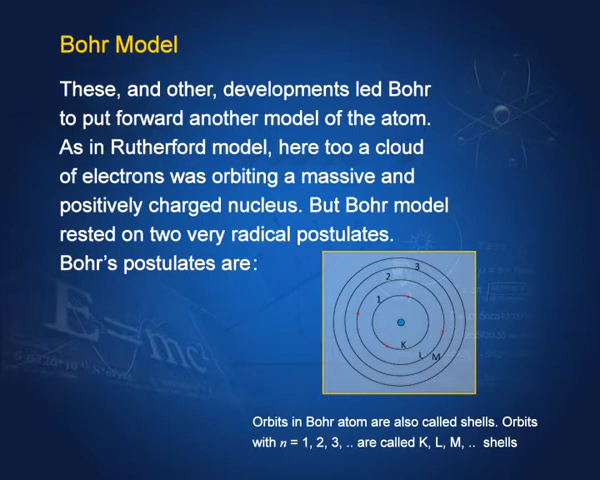 Bohr Model
These, and other, developments led Bohr
to put forward another model of the atom.
As in Rutherford model, here too a cloud
of electrons was orbiting a massive and
positively charged nucleus. But Bohr model
rested on two very radical postulates.
Bohr's postulates are:
3
2
1
K
L
M
E=mc²
Orbits in Bohr atom are also called shells. Orbits
with n = 1, 2, 3, .. are called K, L, M, .. shells